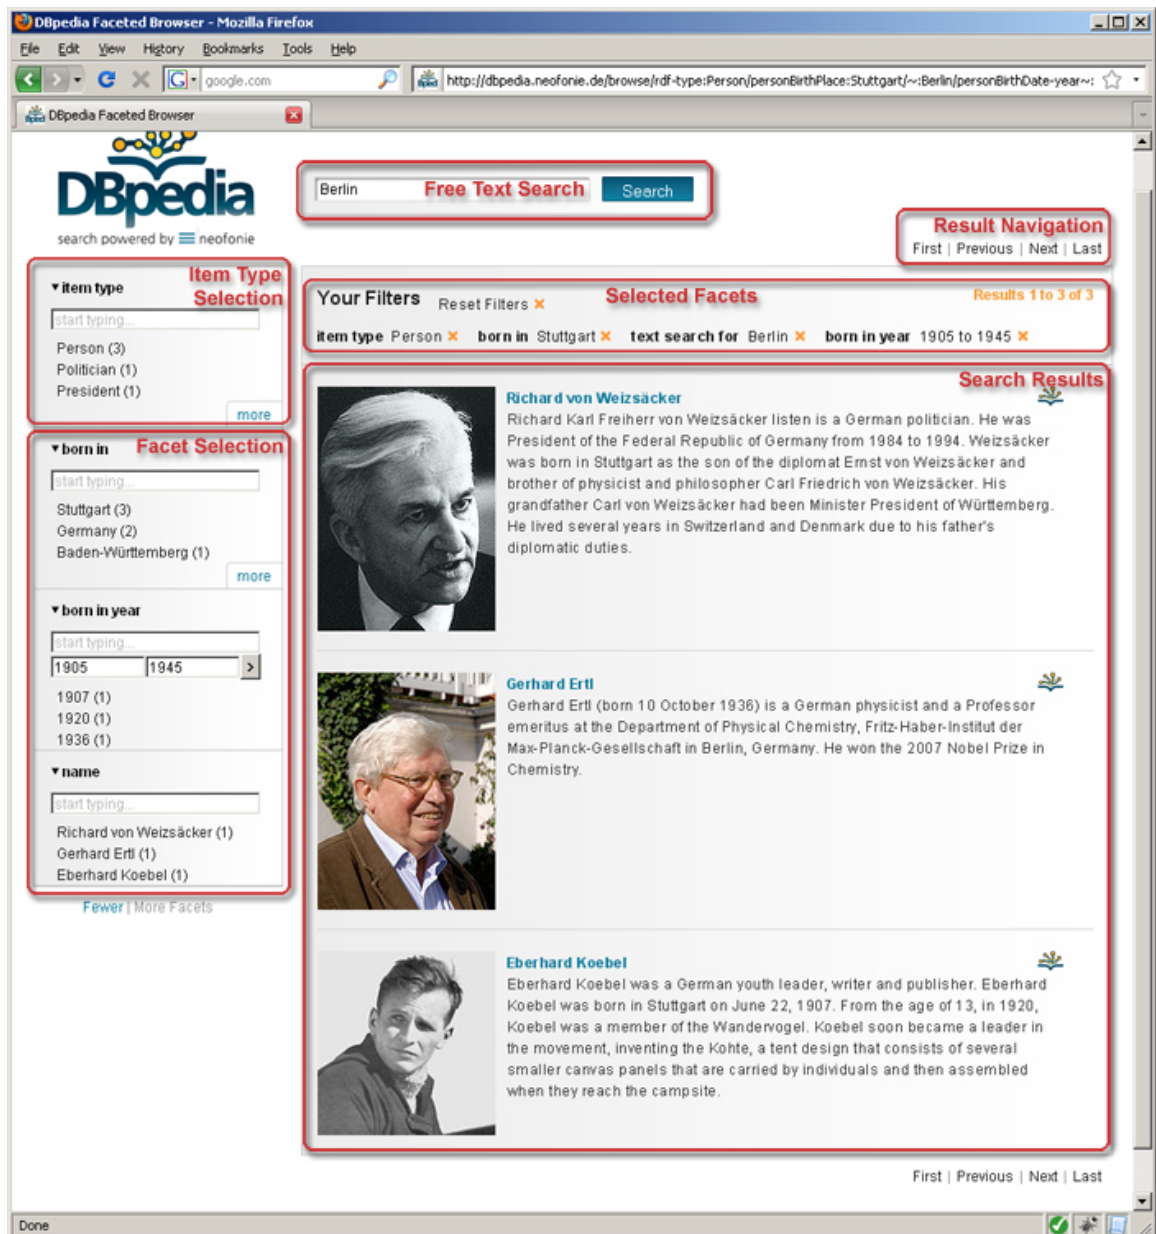 DBpedia Faceted Browser - Mozilla Firefox
File Edit View History Bookmarks Tools Help
google.com
http://dbpedia.neofonie.de/browse/rdf-type:Person/personBirthPlace:Stuttgart/~:Berlin/personBirthDate-year~:
DBpedia Faceted Browser
DBpedia
search powered by neofonie
Berlin
Free Text Search
Search
Result Navigation
First | Previous | Next | Last
Item Type Selection
item type
start typing...
Person (3)
Politician (1)
President (1)
more
Facet Selection
born in
start typing...
Stuttgart (3)
Germany (2)
Baden-Württemberg (1)
more
born in year
start typing...
1905 1945 >
1907 (1)
1920 (1)
1936 (1)
name
start typing...
Richard von Weizsäcker (1)
Gerhard Ertl (1)
Eberhard Koebel (1)
Fewer | More Facets
Your Filters Reset Filters
Selected Facets
Results 1 to 3 of 3
item type Person born in Stuttgart text search for Berlin born in year 1905 to 1945
Search Results
Richard von Weizsäcker
Richard Karl Freiherr von Weizsäcker listen is a German politician. He was
President of the Federal Republic of Germany from 1984 to 1994. Weizsäcker
was born in Stuttgart as the son of the diplomat Ernst von Weizsäcker and
brother of physicist and philosopher Carl Friedrich von Weizsäcker. His
grandfather Carl von Weizsäcker had been Minister President of Württemberg.
He lived several years in Switzerland and Denmark due to his father's
diplomatic duties.
Gerhard Ertl
Gerhard Ertl (born 10 October 1936) is a German physicist and a Professor
emeritus at the Department of Physical Chemistry, Fritz-Haber-Institut der
Max-Planck-Gesellschaft in Berlin, Germany. He won the 2007 Nobel Prize in
Chemistry.
Eberhard Koebel
Eberhard Koebel was a German youth leader, writer and publisher. Eberhard
Koebel was born in Stuttgart on June 22, 1907. From the age of 13, in 1920,
Koebel was a member of the Wandervogel. Koebel soon became a leader in
the movement, inventing the Kohte, a tent design that consists of several
smaller canvas panels that are carried by individuals and then assembled
when they reach the campsite.
First | Previous | Next | Last
Done